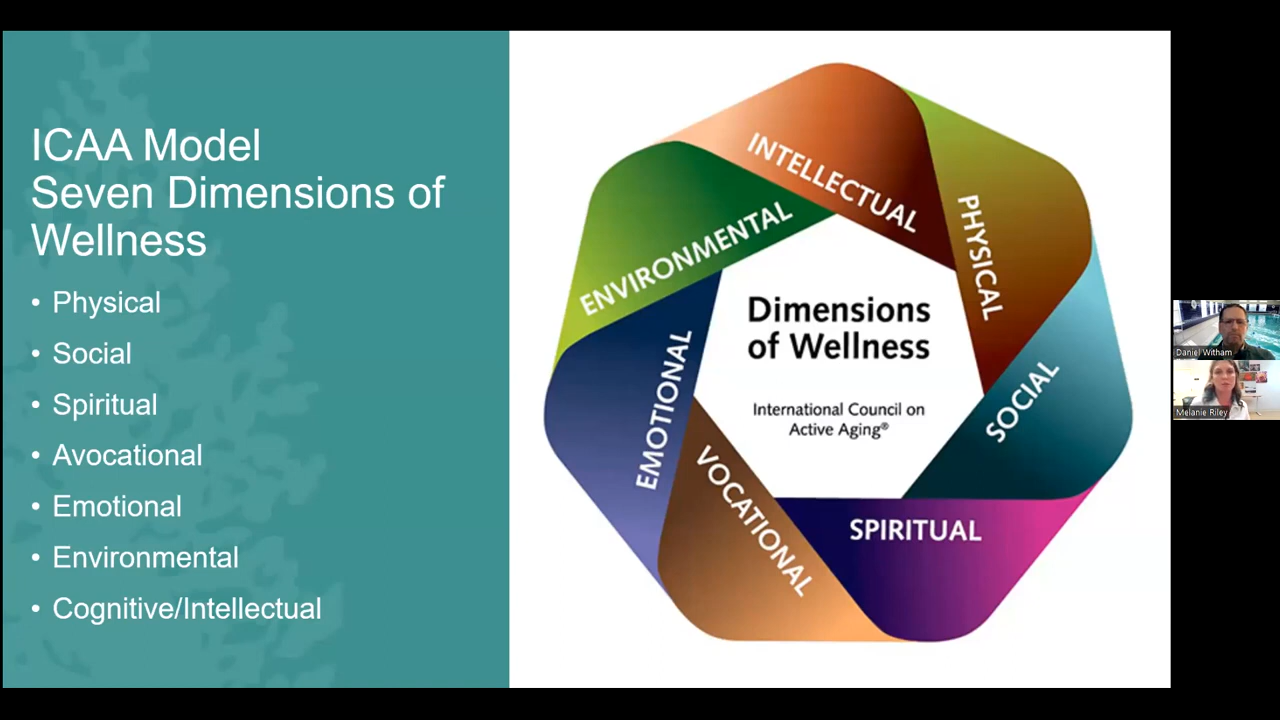 ICAA Model
Seven Dimensions of
Wellness
• Physical
• Social
• Spiritual
• Avocational
• Emotional
• Environmental
• Cognitive/Intellectual
INTELLECTUAL
PHYSICAL
SOCIAL
SPIRITUAL
VOCATIONAL
EMOTIONAL
ENVIRONMENTAL
Dimensions
of Wellness
International Council on
Active Aging®
Daniel Witham
Melanie Riley